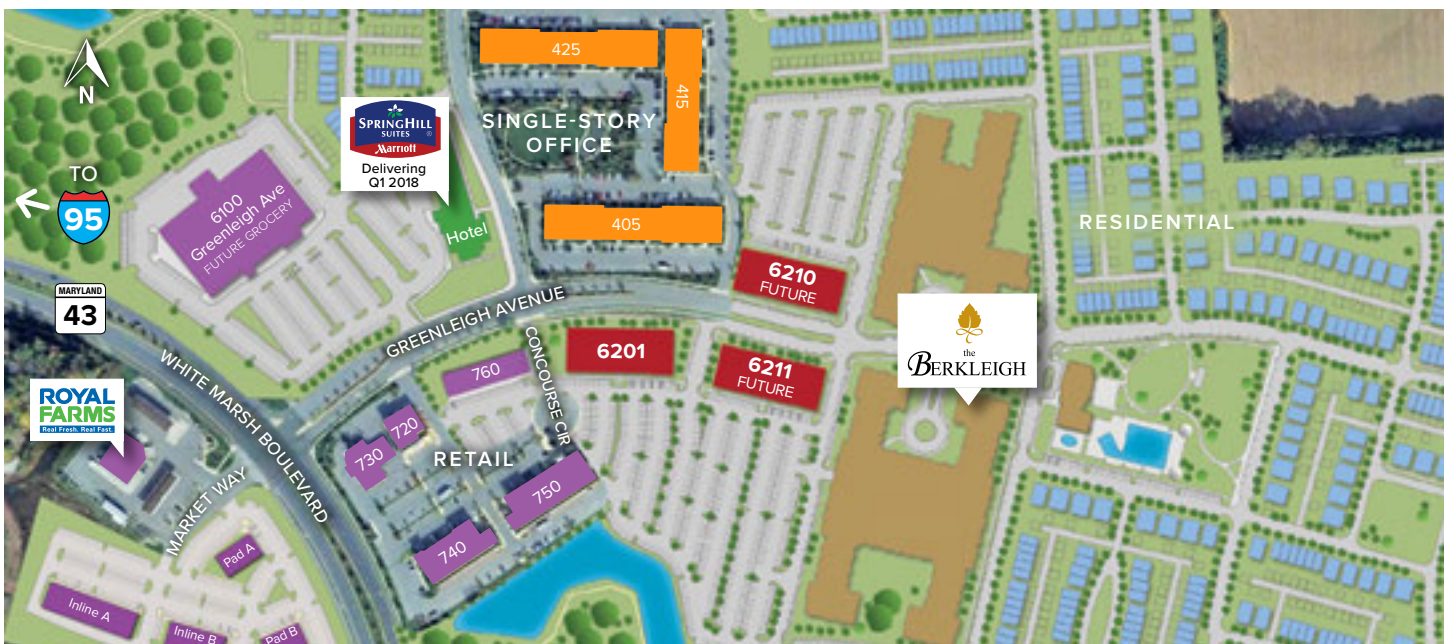 N
TO
95
MARYLAND
43
SPRINGHILL
SUITES
®
Marriott
Delivering
Q1 2018
Hotel
6100
Greenleigh Ave
FUTURE GROCERY
425
415
SINGLE-STORY
OFFICE
405
6210
FUTURE
RESIDENTIAL
GREENLEIGH AVENUE
CONCOURSE CIR
6201
6211
FUTURE
the
BERKLEIGH
WHITE MARSH BOULEVARD
ROYAL
FARMS
Real Fresh. Real Fast.
MARKET WAY
760
720
730
RETAIL
750
740
Pad A
Inline A
Inline B
Pad B